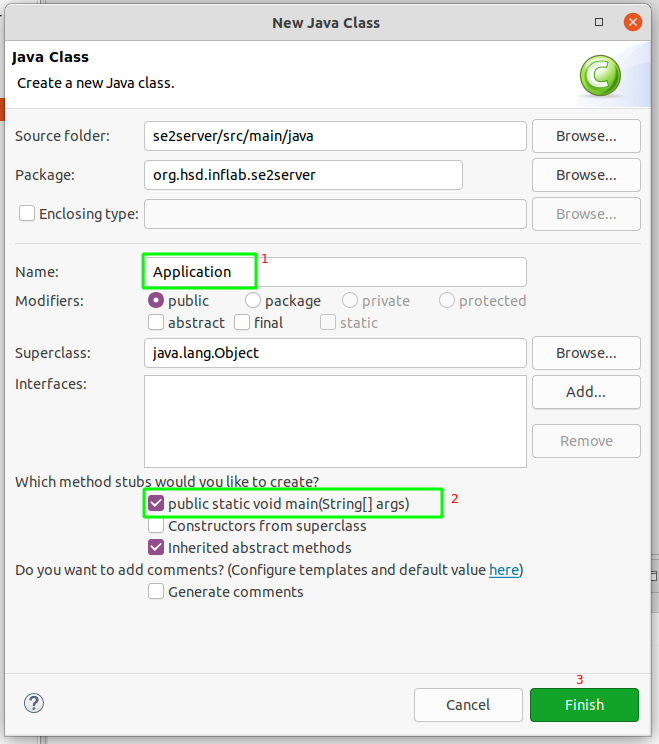 New Java Class
Java Class
Create a new Java class.
Source folder: se2server/src/main/java Browse...
Package: org.hsd.inflab.se2server Browse...
Enclosing type: Browse...
Name: Application 1
Modifiers: public package private protected
abstract final static
Superclass: java.lang.Object Browse...
Interfaces: Add...
Remove
Which method stubs would you like to create?
public static void main(String[] args) 2
Constructors from superclass
Inherited abstract methods
Do you want to add comments? (Configure templates and default value here)
Generate comments
3
? Cancel Finish